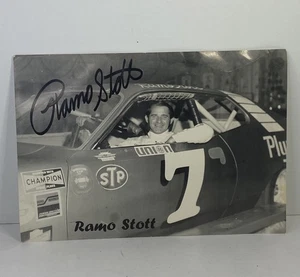 Ramo Stott
UNION
Ply
7
CHAMPION
STP
Ramo Stott